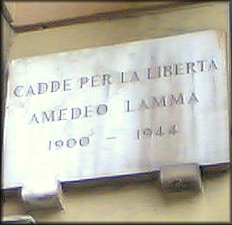 CADDE PER LA LIBERTA
AMEDEO LAMMA
1900 - 1944